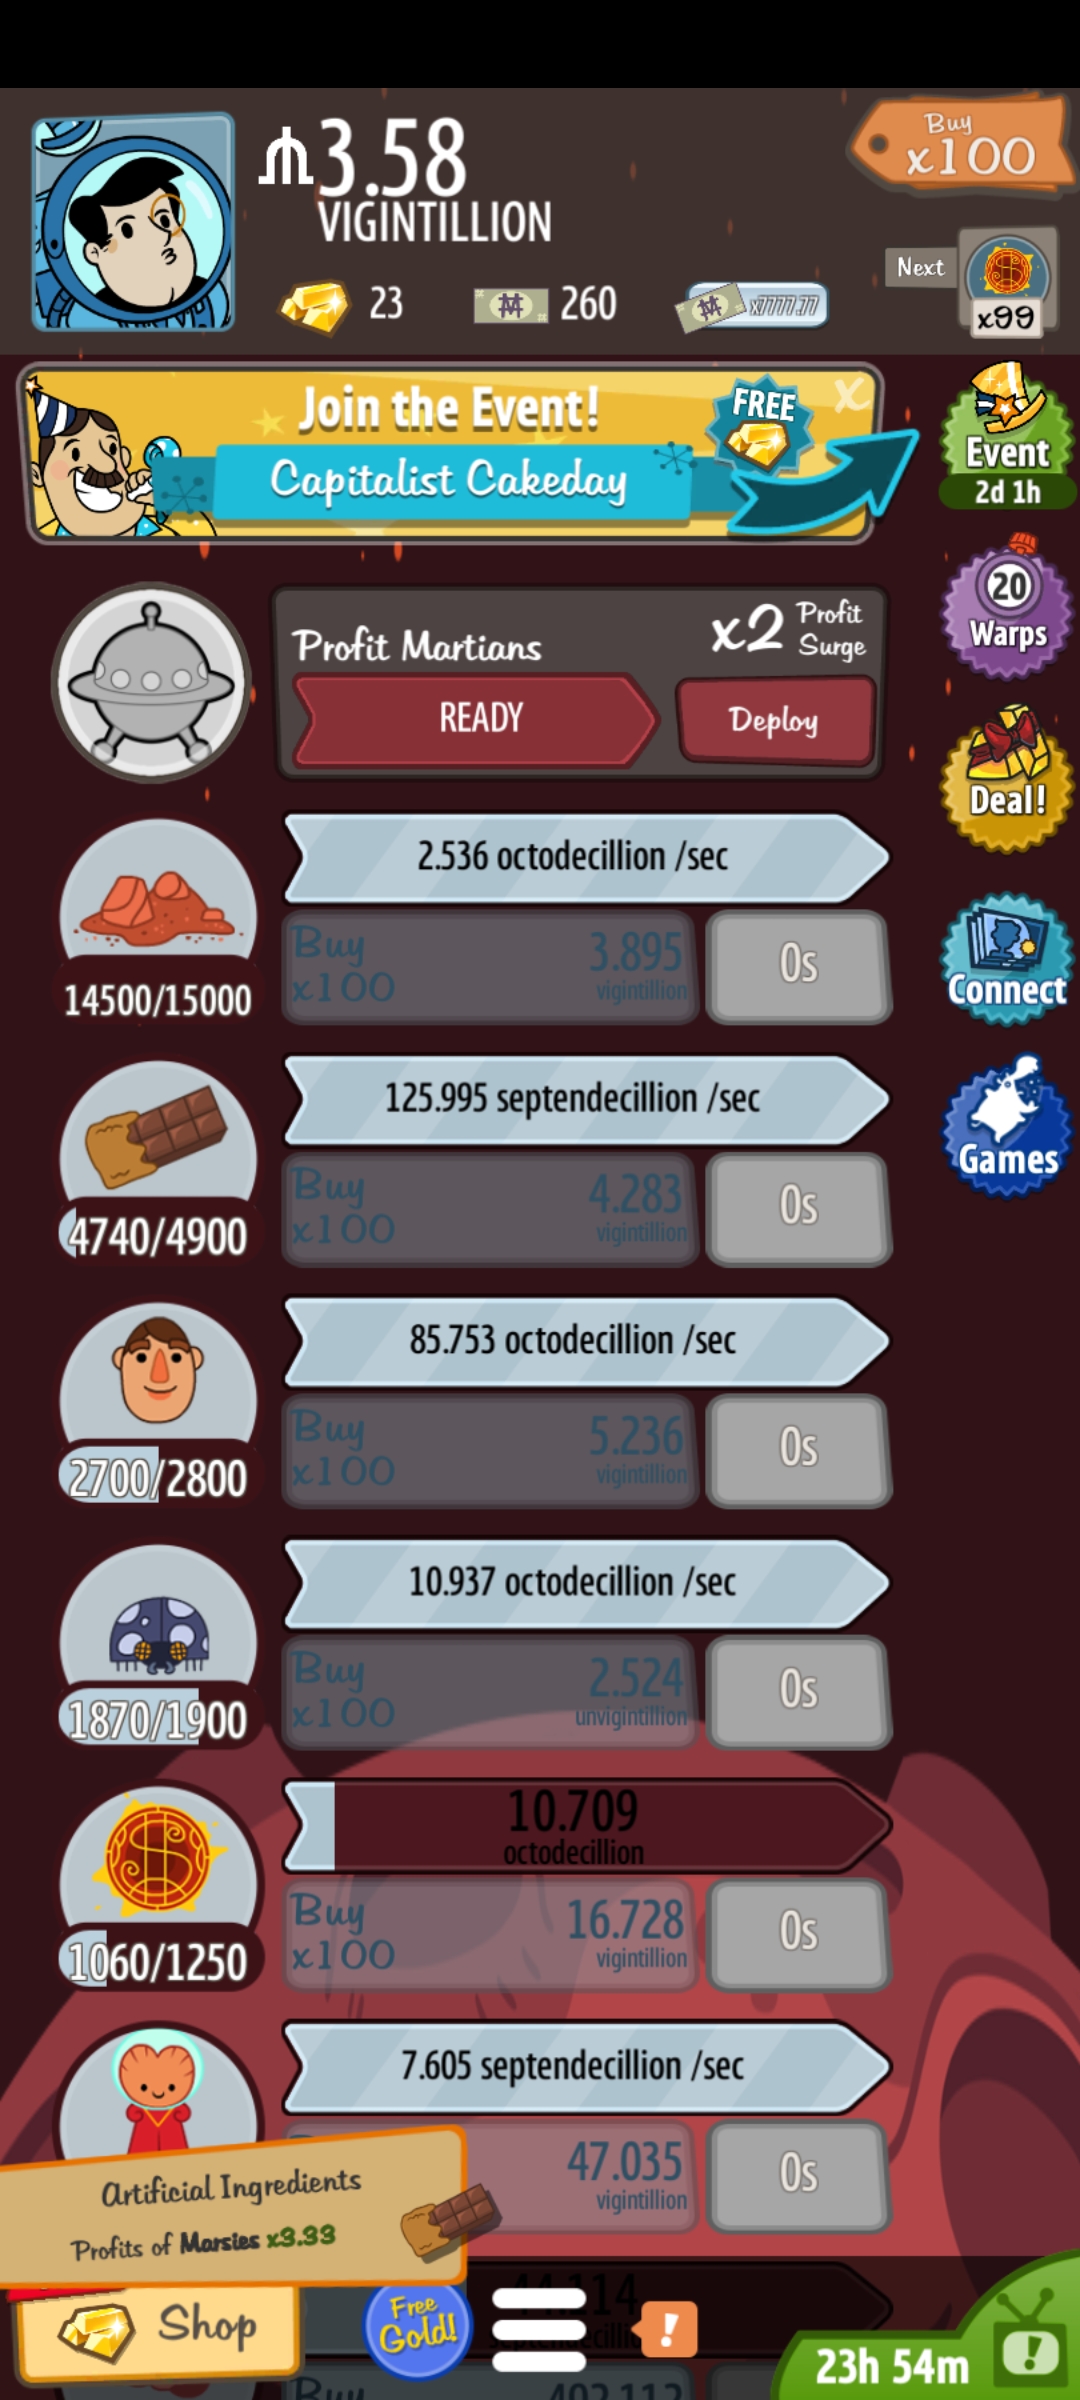 3.58
VIGINTILLION
Buy
x100
23
260
x7777.77
Next
x99
Join the Event!
FREE
x
Capitalist Cakeday
Event
2d 1h
20
Warps
Profit Martians
x2 Profit
Surge
READY
Deploy
Deal!
2.536 octodecillion /sec
Buy
x100
3.895
vigintillion
0s
14500/15000
Connect
125.995 septendecillion /sec
Buy
x100
4.283
vigintillion
0s
4740/4900
Games
85.753 octodecillion /sec
Buy
x100
5.236
vigintillion
0s
2700/2800
10.937 octodecillion /sec
Buy
x100
2.524
unvigintillion
0s
1870/1900
10.709
octodecillion
Buy
x100
16.728
vigintillion
0s
1060/1250
7.605 septendecillion /sec
47.035
vigintillion
0s
Artificial Ingredients
Profits of Marsies x3.33
Shop
Free
Gold!
!
23h 54m
!
Buy